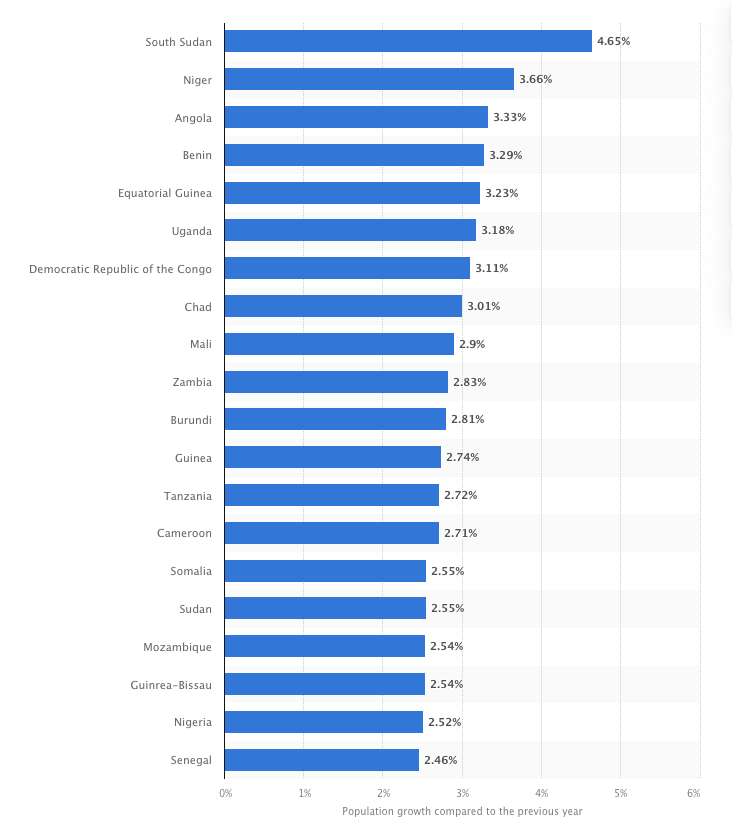 South Sudan 4.65%
Niger 3.66%
Angola 3.33%
Benin 3.29%
Equatorial Guinea 3.23%
Uganda 3.18%
Democratic Republic of the Congo 3.11%
Chad 3.01%
Mali 2.9%
Zambia 2.83%
Burundi 2.81%
Guinea 2.74%
Tanzania 2.72%
Cameroon 2.71%
Somalia 2.55%
Sudan 2.55%
Mozambique 2.54%
Guinrea-Bissau 2.54%
Nigeria 2.52%
Senegal 2.46%
0% 1% 2% 3% 4% 5% 6%
Population growth compared to the previous year